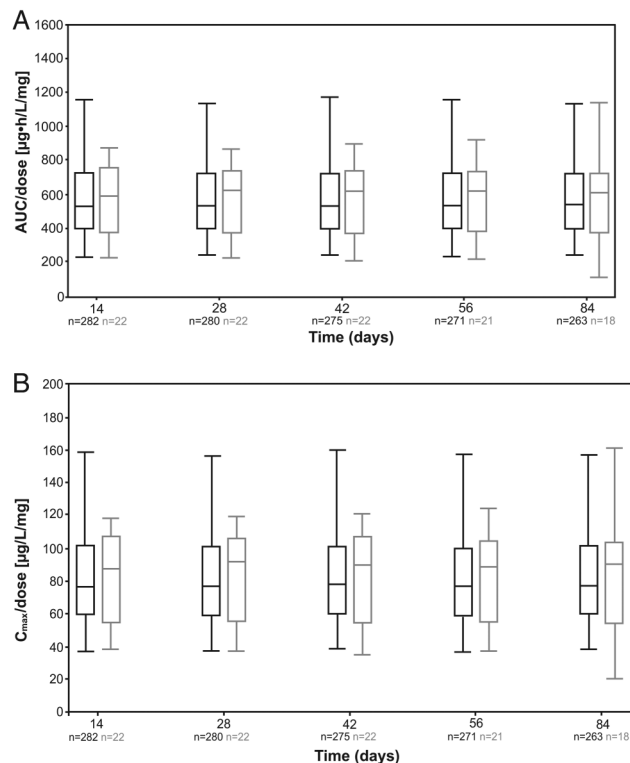 A
AUC/dose [µg•h/L/mg]
1600
1400
1200
1000
800
600
400
200
0
14 28 42 56 84
n=282 n=22 n=280 n=22 n=275 n=22 n=271 n=21 n=263 n=18
Time (days)
B
Cmax/dose [µg/L/mg]
200
180
160
140
120
100
80
60
40
20
0
14 28 42 56 84
n=282 n=22 n=280 n=22 n=275 n=22 n=271 n=21 n=263 n=18
Time (days)